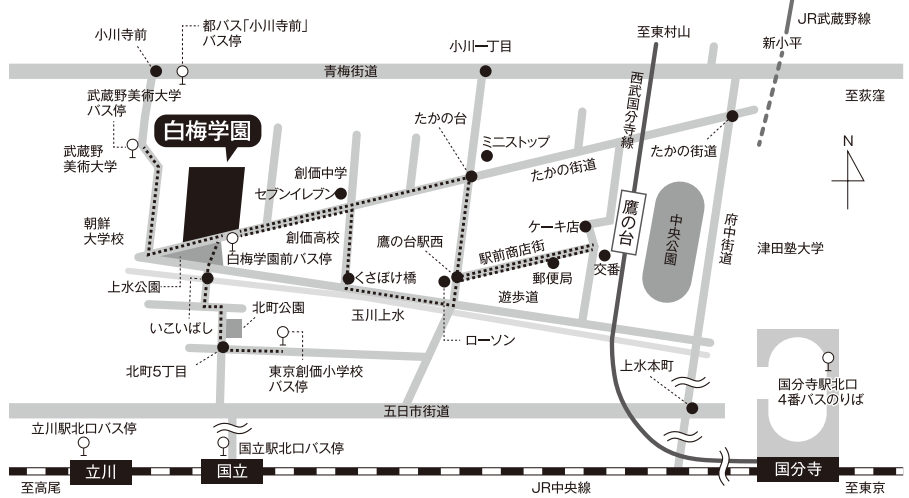 JR武蔵野線
都バス「小川寺前」
バス停
小川寺前
小川一丁目
至東村山
新小平
青梅街道
至荻窪
武蔵野美術大学
バス停
白梅学園
西武国分寺線
たかの台
ミニストップ
たかの街道
たかの街道
武蔵野
美術大学
創価中学
セブンイレブン
N
朝鮮
大学校
創価高校
鷹の台駅西
ケーキ店
鷹の台
中央公園
府中街道
津田塾大学
駅前商店街
白梅学園前バス停
くさぼけ橋
郵便局
交番
上水公園
遊歩道
いこいばし
北町公園
玉川上水
ローソン
北町5丁目
東京創価小学校
バス停
上水本町
国分寺駅北口
4番バスのりば
五日市街道
立川駅北口バス停
国立駅北口バス停
立川
国立
国分寺
至高尾
JR中央線
至東京